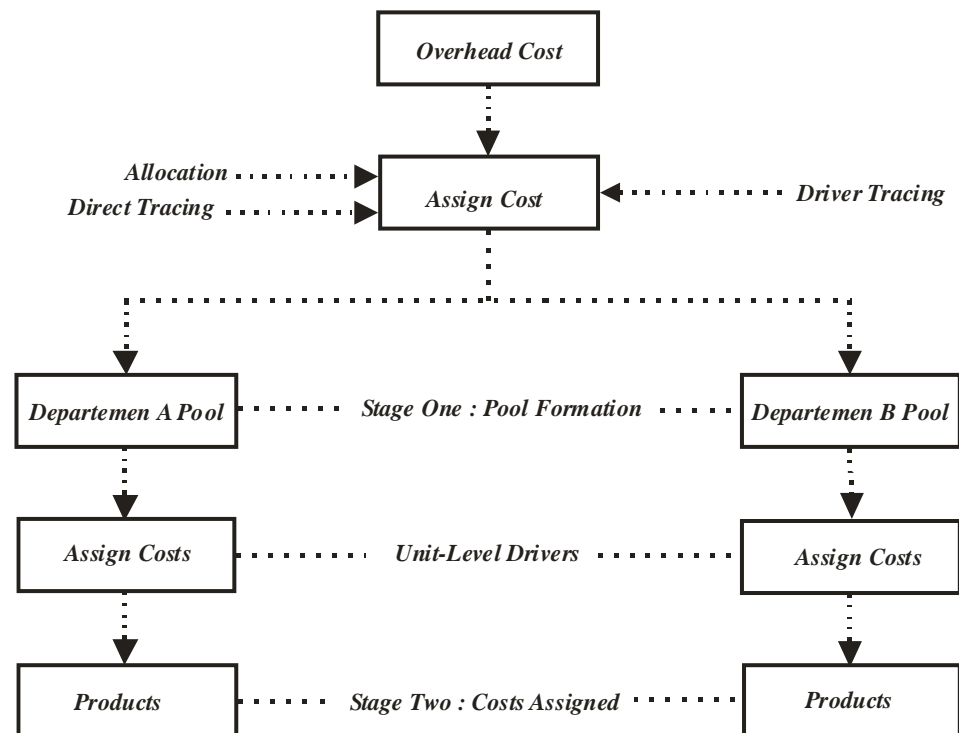 Overhead Cost
Allocation
Direct Tracing
Assign Cost
Driver Tracing
Departemen A Pool
Stage One : Pool Formation
Departemen B Pool
Assign Costs
Unit-Level Drivers
Assign Costs
Products
Stage Two : Costs Assigned
Products